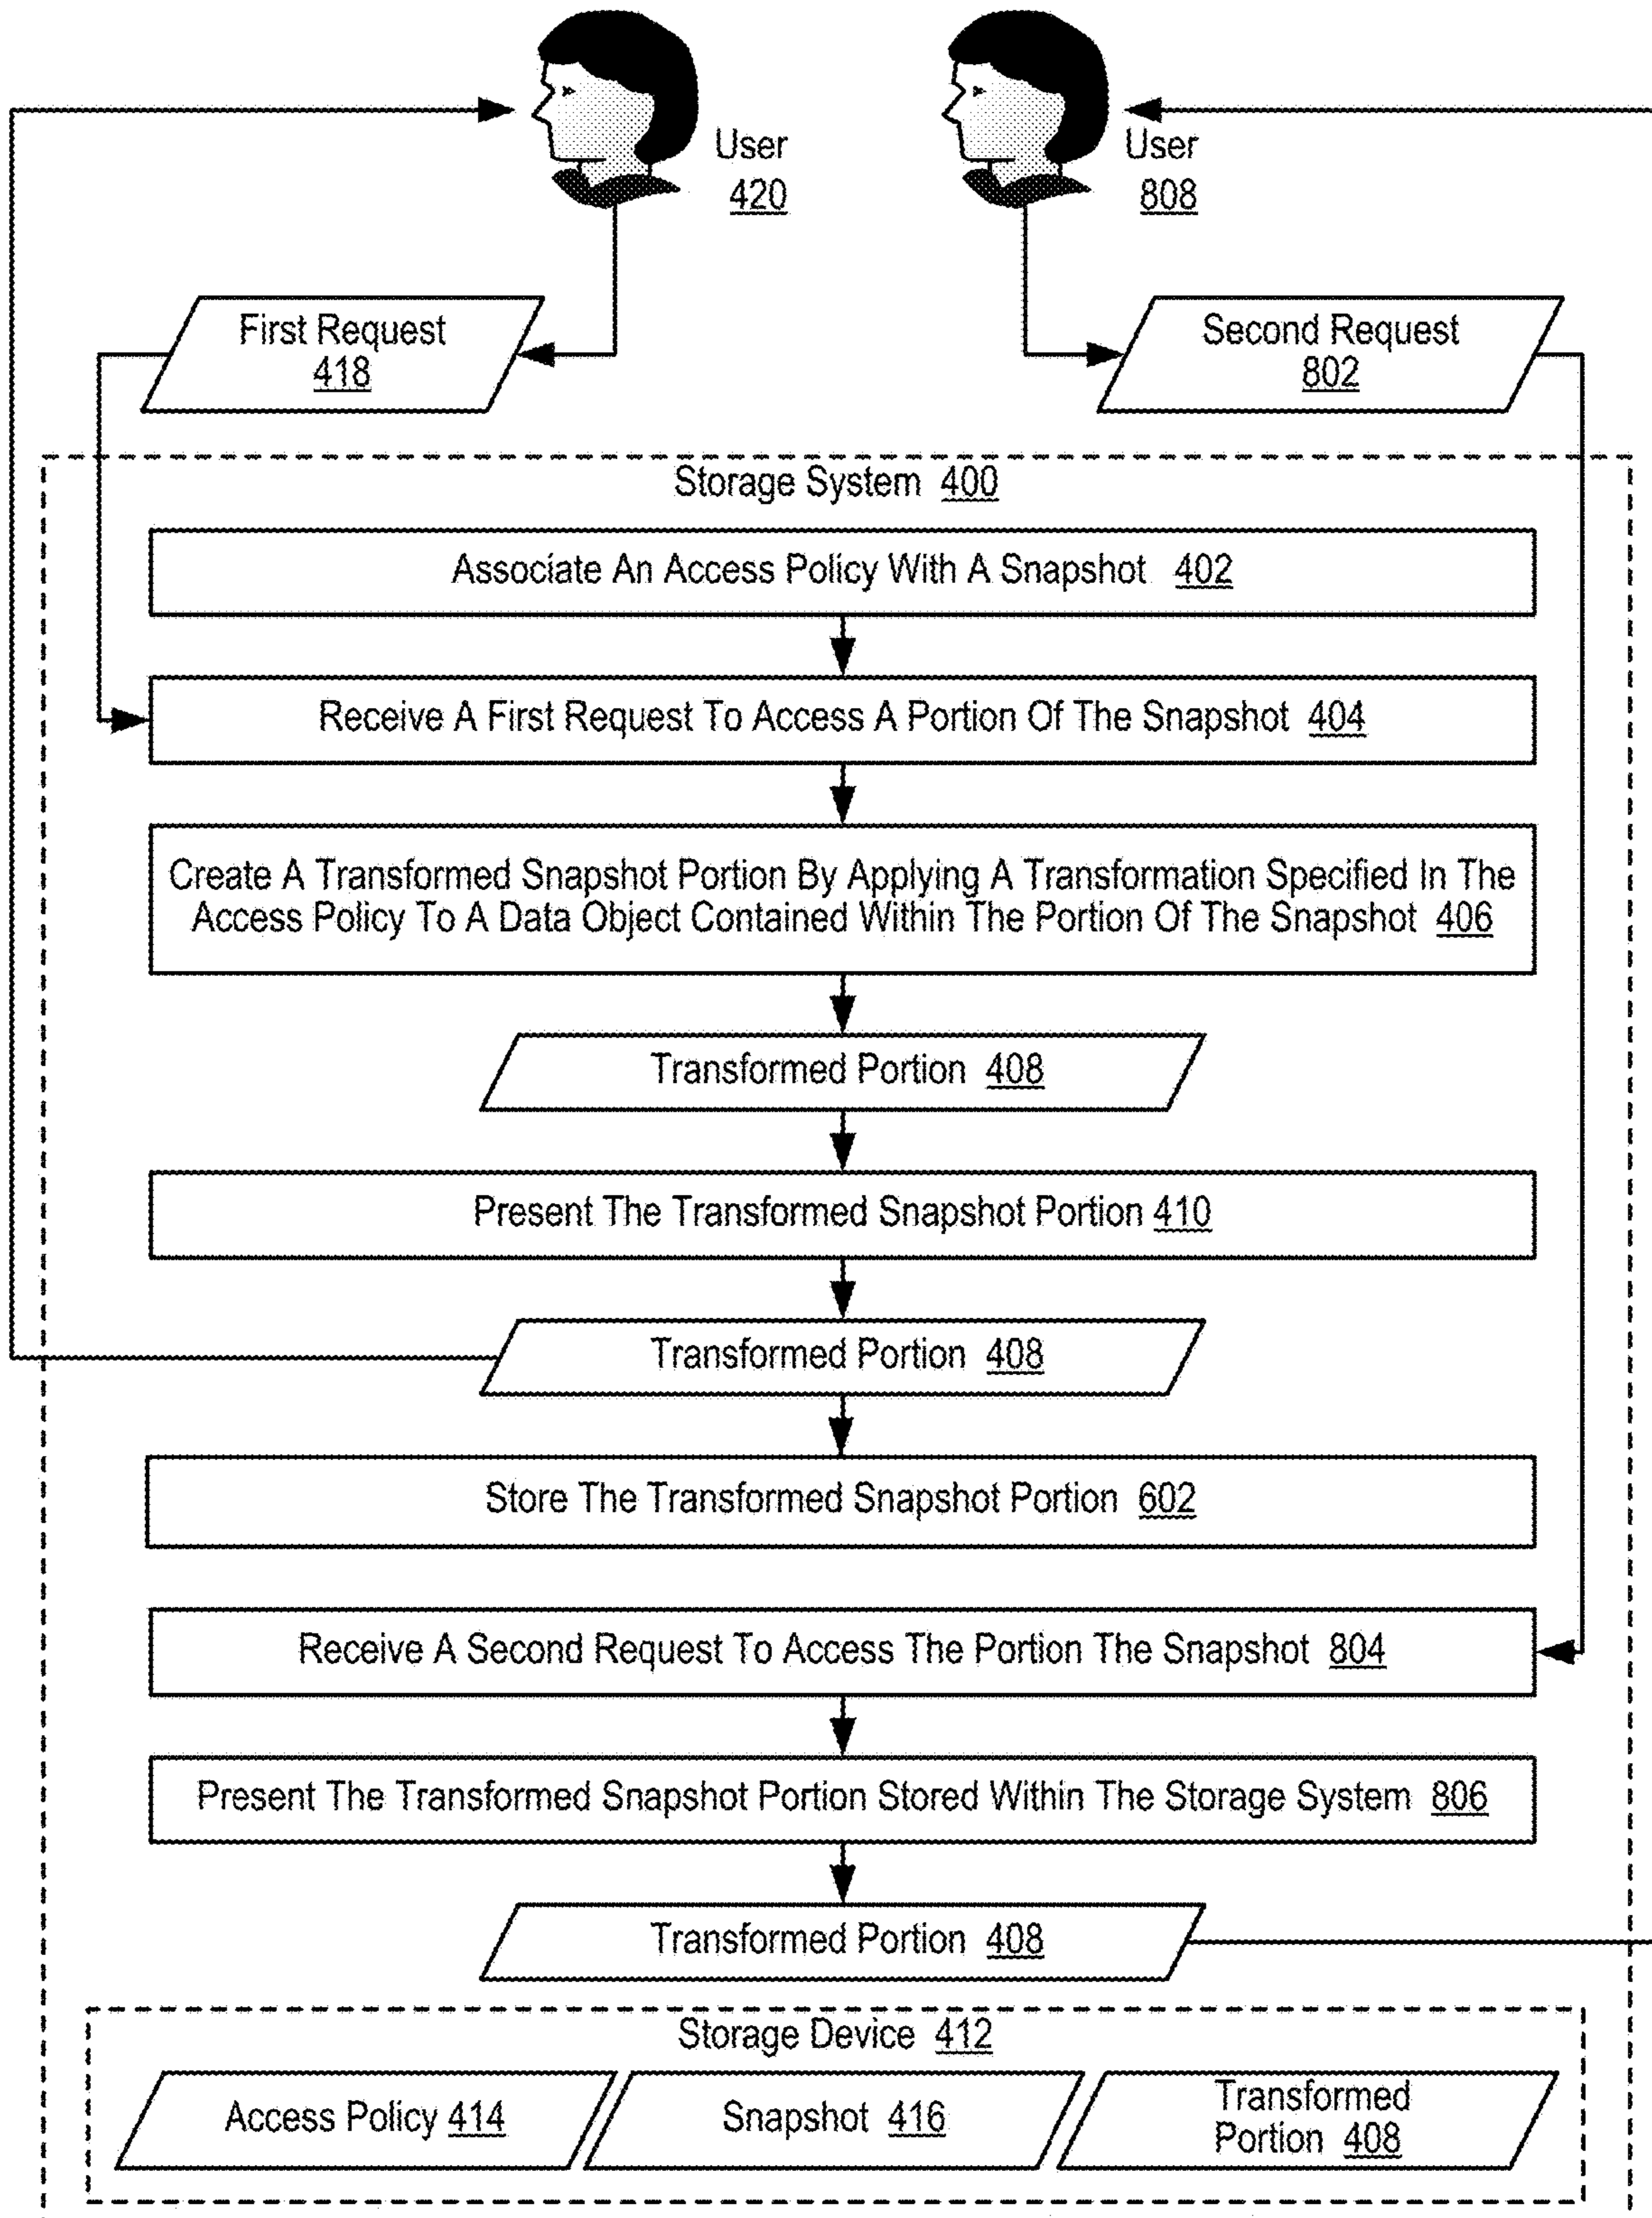 User
420
User
808
First Request
418
Second Request
802
Storage System 400
Associate An Access Policy With A Snapshot 402
Receive A First Request To Access A Portion Of The Snapshot 404
Create A Transformed Snapshot Portion By Applying A Transformation Specified In The
Access Policy To A Data Object Contained Within The Portion Of The Snapshot 406
Transformed Portion 408
Present The Transformed Snapshot Portion 410
Transformed Portion 408
Store The Transformed Snapshot Portion 602
Receive A Second Request To Access The Portion The Snapshot 804
Present The Transformed Snapshot Portion Stored Within The Storage System 806
Transformed Portion 408
Storage Device 412
Access Policy 414
Snapshot 416
Transformed
Portion 408